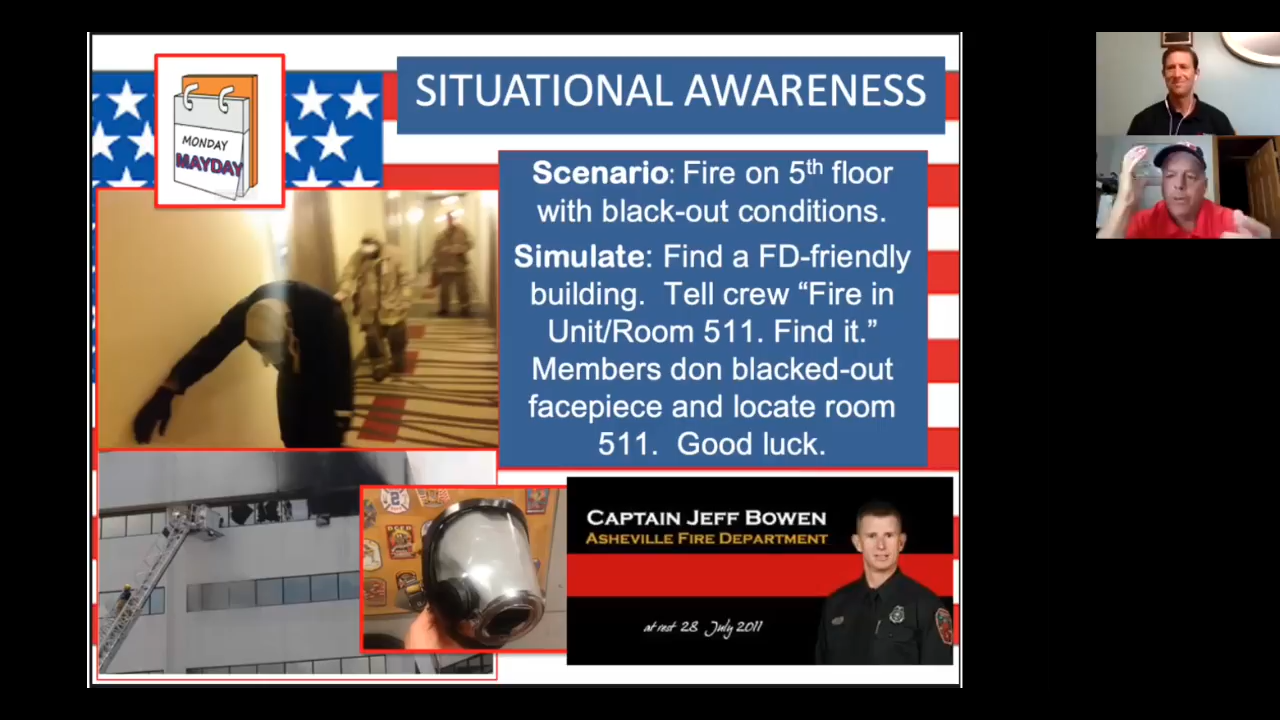 SITUATIONAL AWARENESS
MONDAY
MAYDAY
Scenario: Fire on 5th floor
with black-out conditions.
Simulate: Find a FD-friendly
building.  Tell crew “Fire in
Unit/Room 511. Find it.”
Members don blacked-out
facepiece and locate room
511.  Good luck.
CAPTAIN JEFF BOWEN
ASHEVILLE FIRE DEPARTMENT
at rest 28 July 2011